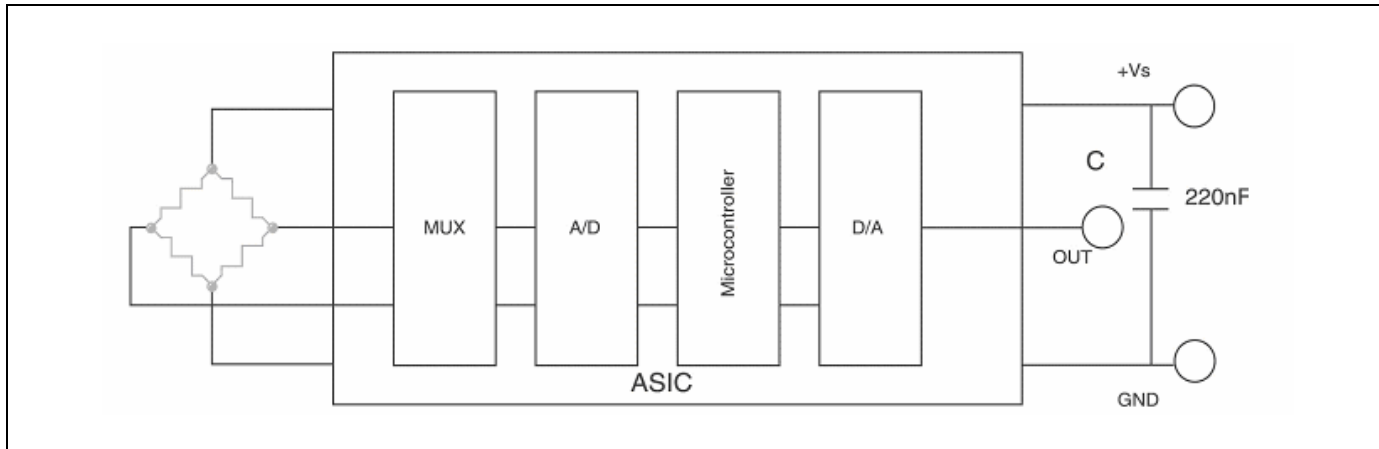 +Vs
C
220nF
MUX
A/D
Microcontroller
D/A
OUT
ASIC
GND